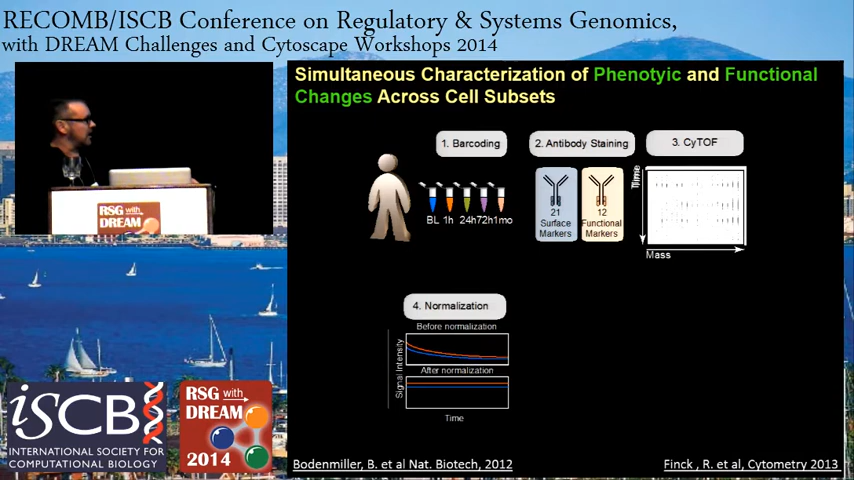 RECOMB/ISCB Conference on Regulatory & Systems Genomics,
with DREAM Challenges and Cytoscape Workshops 2014
Simultaneous Characterization of Phenotyic and Functional
Changes Across Cell Subsets
1. Barcoding
2. Antibody Staining
3. CyTOF
BL 1h 24h72h1mo
21
Surface
Markers
12
Functional
Markers
Time
Mass
4. Normalization
Before normalization
After normalization
Signal Intensity
Time
RSG with
DREAM
iSCB
INTERNATIONAL SOCIETY FOR
COMPUTATIONAL BIOLOGY
RSG with
DREAM
2014
Bodenmiller, B. et al Nat. Biotech, 2012
Finck , R. et al, Cytometry 2013